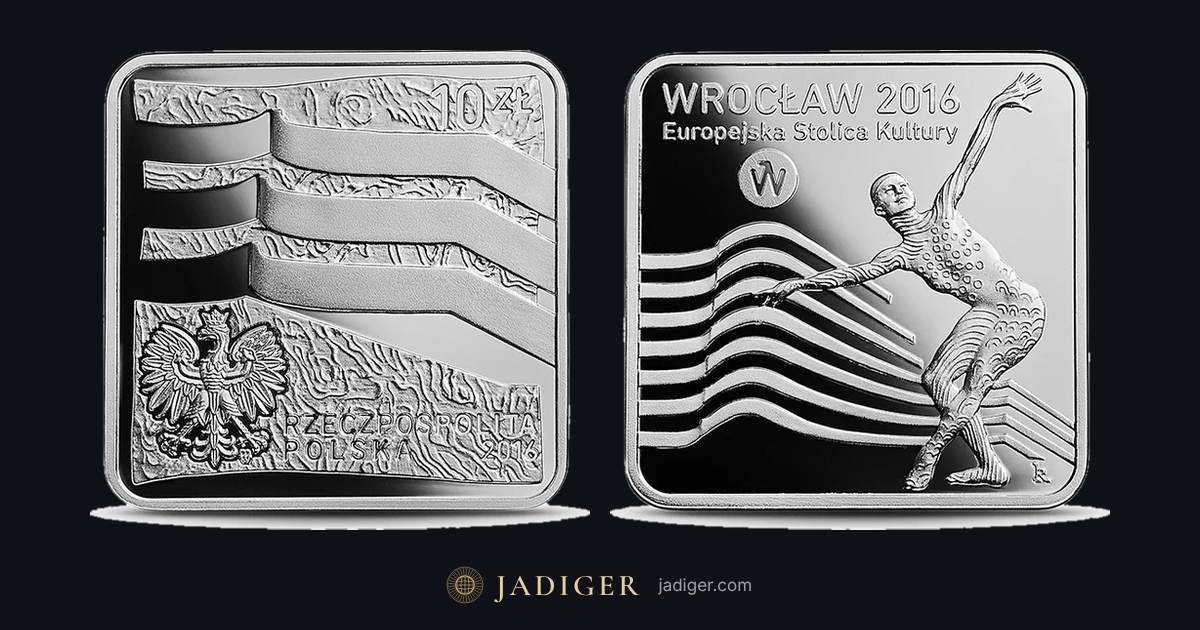 10 ZŁ
RZECZPOSPOLITA
POLSKA 2016
WROCŁAW 2016
Europejska Stolica Kultury
W
k
JADIGER jadiger.com